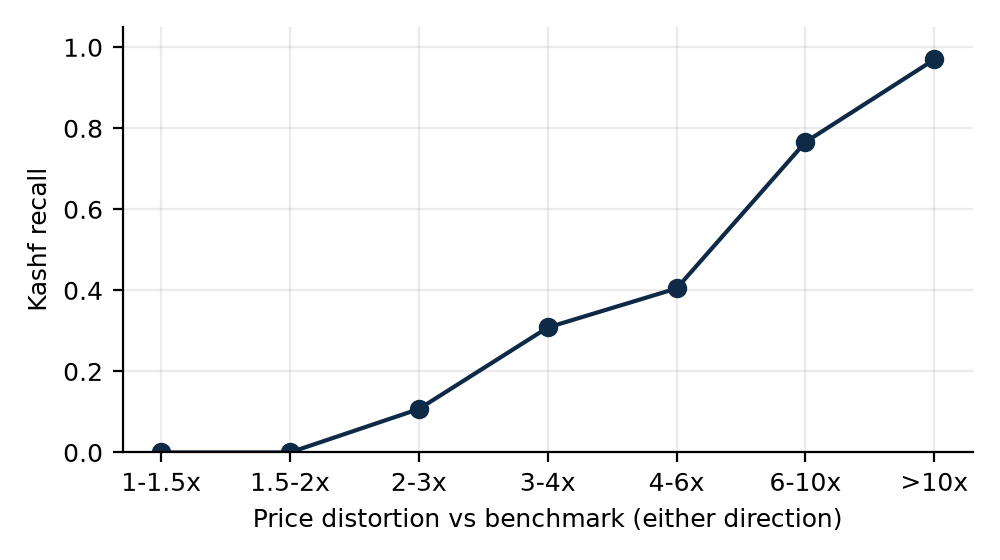 Kashf recall
1.0
0.8
0.6
0.4
0.2
0.0
1-1.5x 1.5-2x 2-3x 3-4x 4-6x 6-10x >10x
Price distortion vs benchmark (either direction)